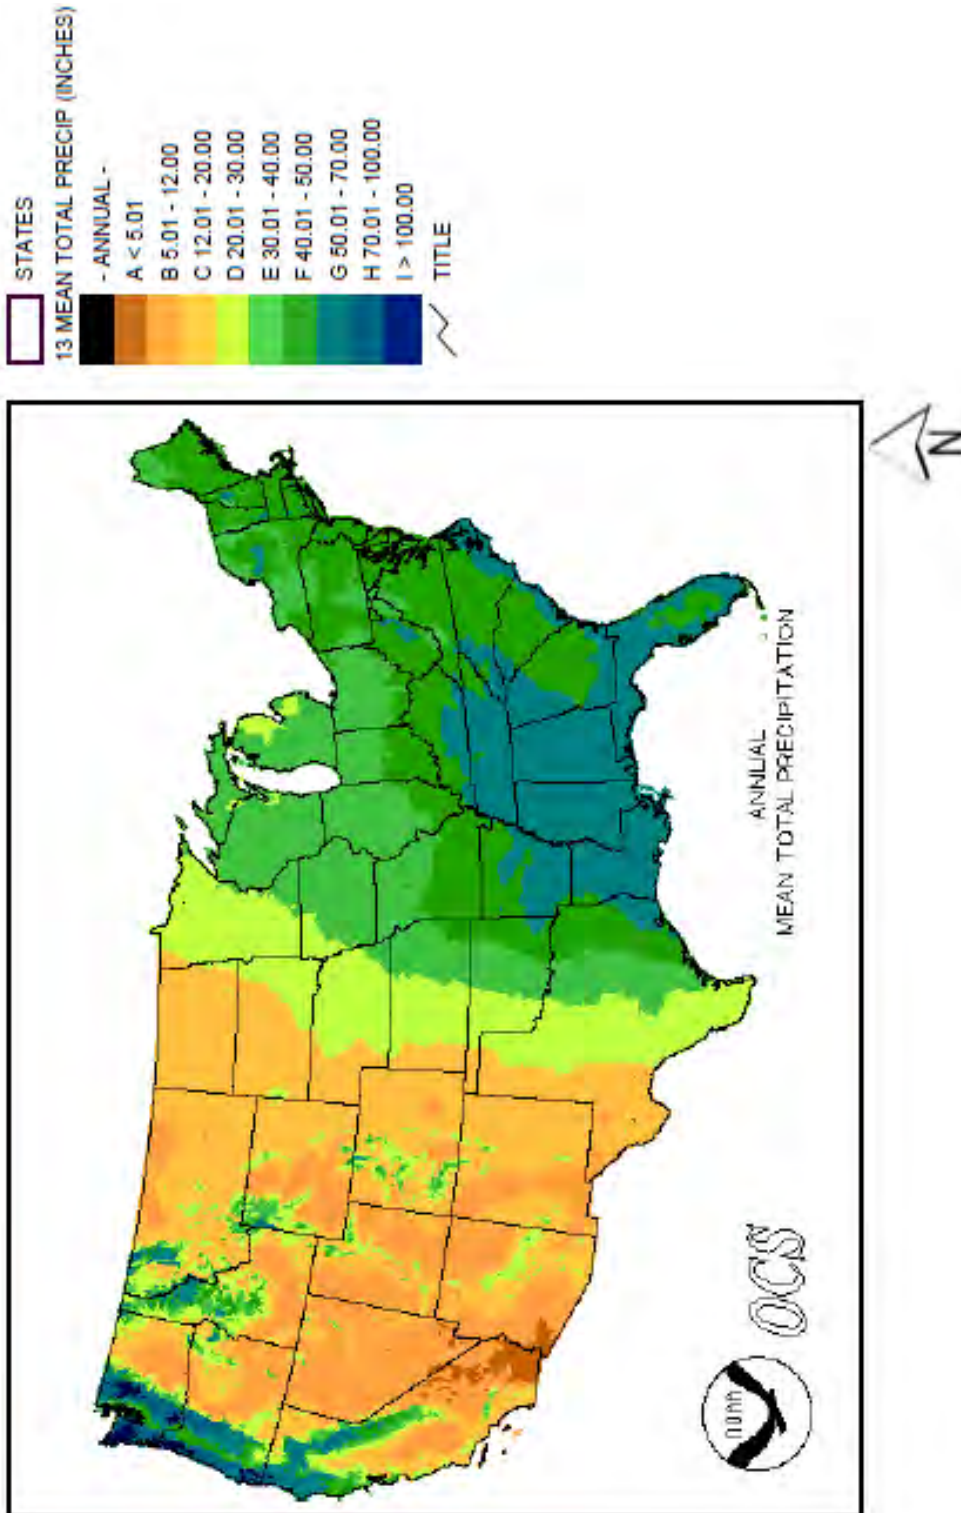 STATES
13 MEAN TOTAL PRECIP (INCHES)
- ANNUAL -
A < 5.01
B 5.01 - 12.00
C 12.01 - 20.00
D 20.01 - 30.00
E 30.01 - 40.00
F 40.01 - 50.00
G 50.01 - 70.00
H 70.01 - 100.00
I > 100.00
TITLE
ANNUAL
MEAN TOTAL PRECIPITATION
noaa
OCS
N